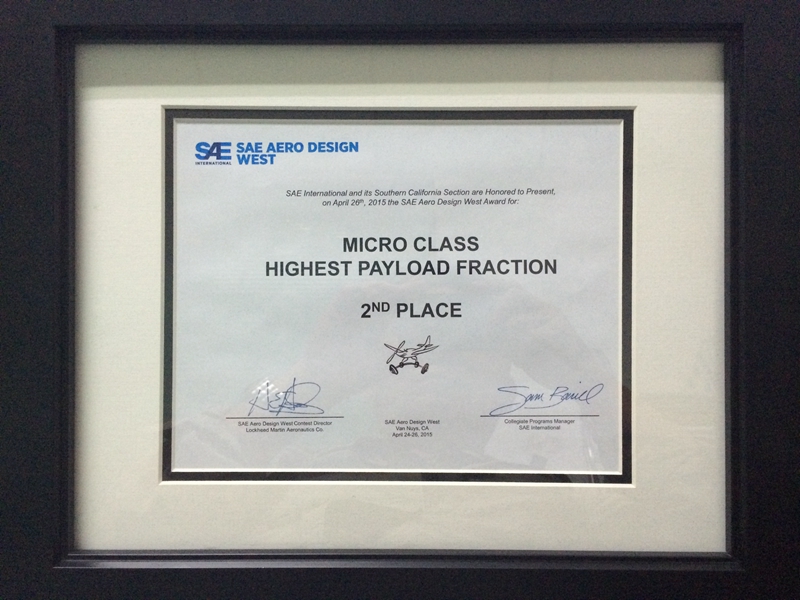 SAE INTERNATIONAL
SAE AERO DESIGN
WEST
SAE International and its Southern California Section are Honored to Present,
on April 26th, 2015 the SAE Aero Design West Award for:
MICRO CLASS
HIGHEST PAYLOAD FRACTION
2ND PLACE
SAE Aero Design West Contest Director
Lockheed Martin Aeronautics Co.
SAE Aero Design West
Van Nuys, CA
April 24-26, 2015
Collegiate Programs Manager
SAE International